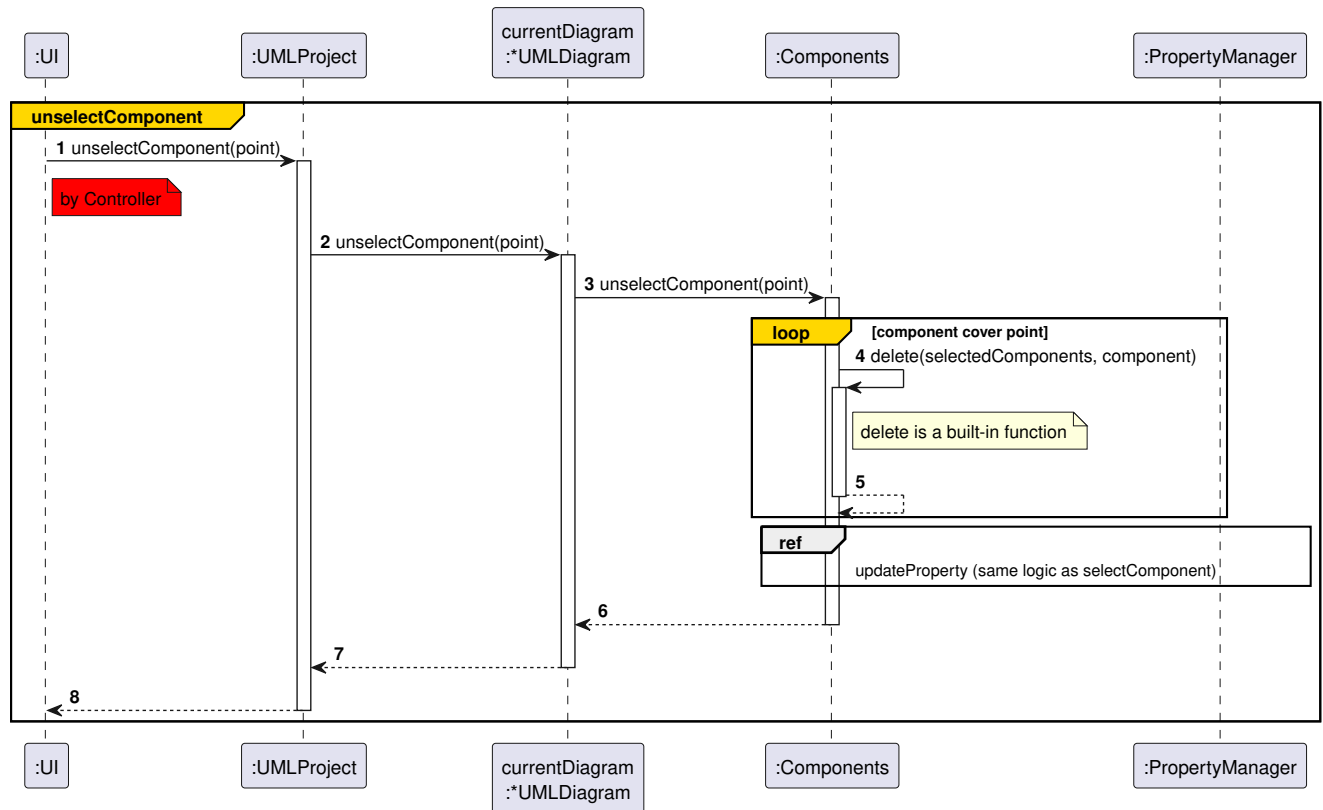 currentDiagram
:UI
:UMLProject
:*UMLDiagram
:Components
:PropertyManager
unselectComponent
1 unselectComponent(point)
by Controller
2 unselectComponent(point)
3 unselectComponent(point)
loop
[component cover point]
4 delete(selectedComponents, component)
delete is a built-in function
5
ref
updateProperty (same logic as selectComponent)
6
7
8
:UI
:UMLProject
currentDiagram
:*UMLDiagram
:Components
:PropertyManager